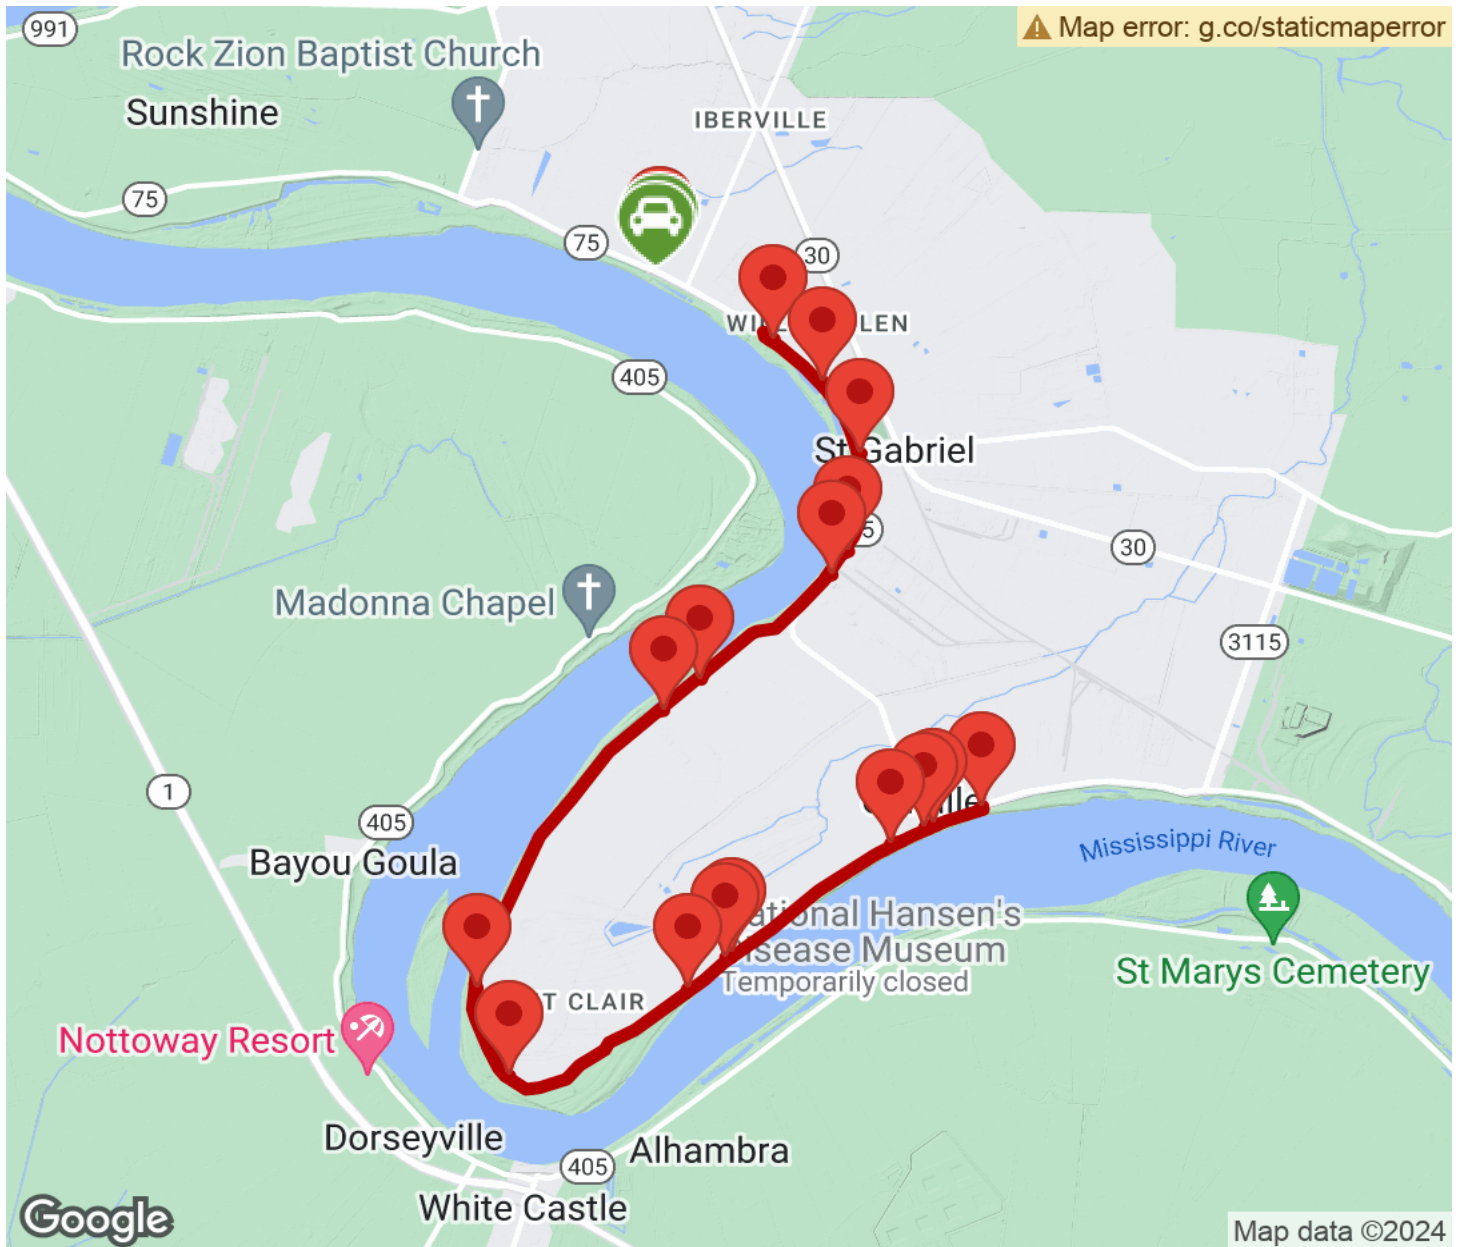 991
Map error: g.co/staticmaperror
Rock Zion Baptist Church
Sunshine
IBERVILLE
75
75
30
LEN
405
St Gabriel
5
30
Madonna Chapel
3115
1
405
Bayou Goula
Mississippi River
ational Hansen's
isease Museum
Temporarily closed
St Marys Cemetery
T CLAIR
Nottoway Resort
Dorseyville
Alhambra
405
White Castle
Google
Map data ©2024